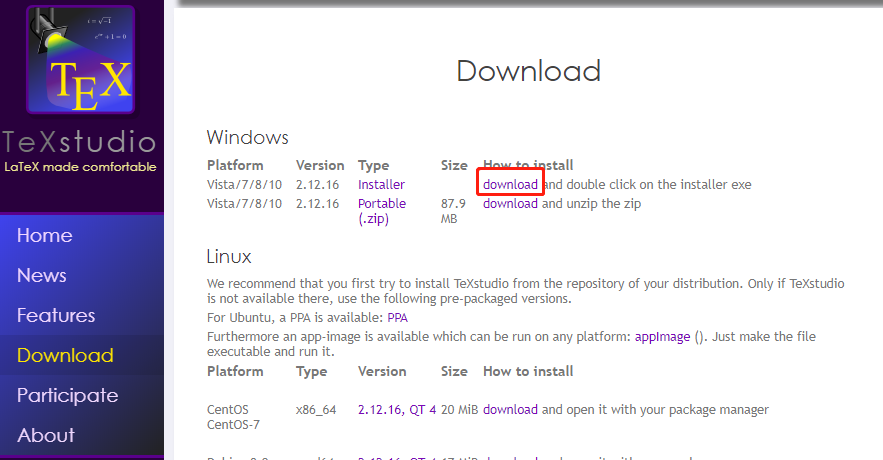 TEX
TeXstudio
LaTeX made comfortable
Home
News
Features
Download
Participate
About
Download
Windows
Platform Version Type Size How to install
Vista/7/8/10 2.12.16 Installer download and double click on the installer exe
Vista/7/8/10 2.12.16 Portable 87.9 download and unzip the zip
(.zip) MB
Linux
We recommend that you first try to install TeXstudio from the repository of your distribution. Only if TeXstudio
is not available there, use the following pre-packaged versions.
For Ubuntu, a PPA is available: PPA
Furthermore an app-image is available which can be run on any platform: appImage (). Just make the file
executable and run it.
Platform Type Version Size How to install
CentOS x86_64 2.12.16, QT 4 20 MiB download and open it with your package manager
CentOS-7